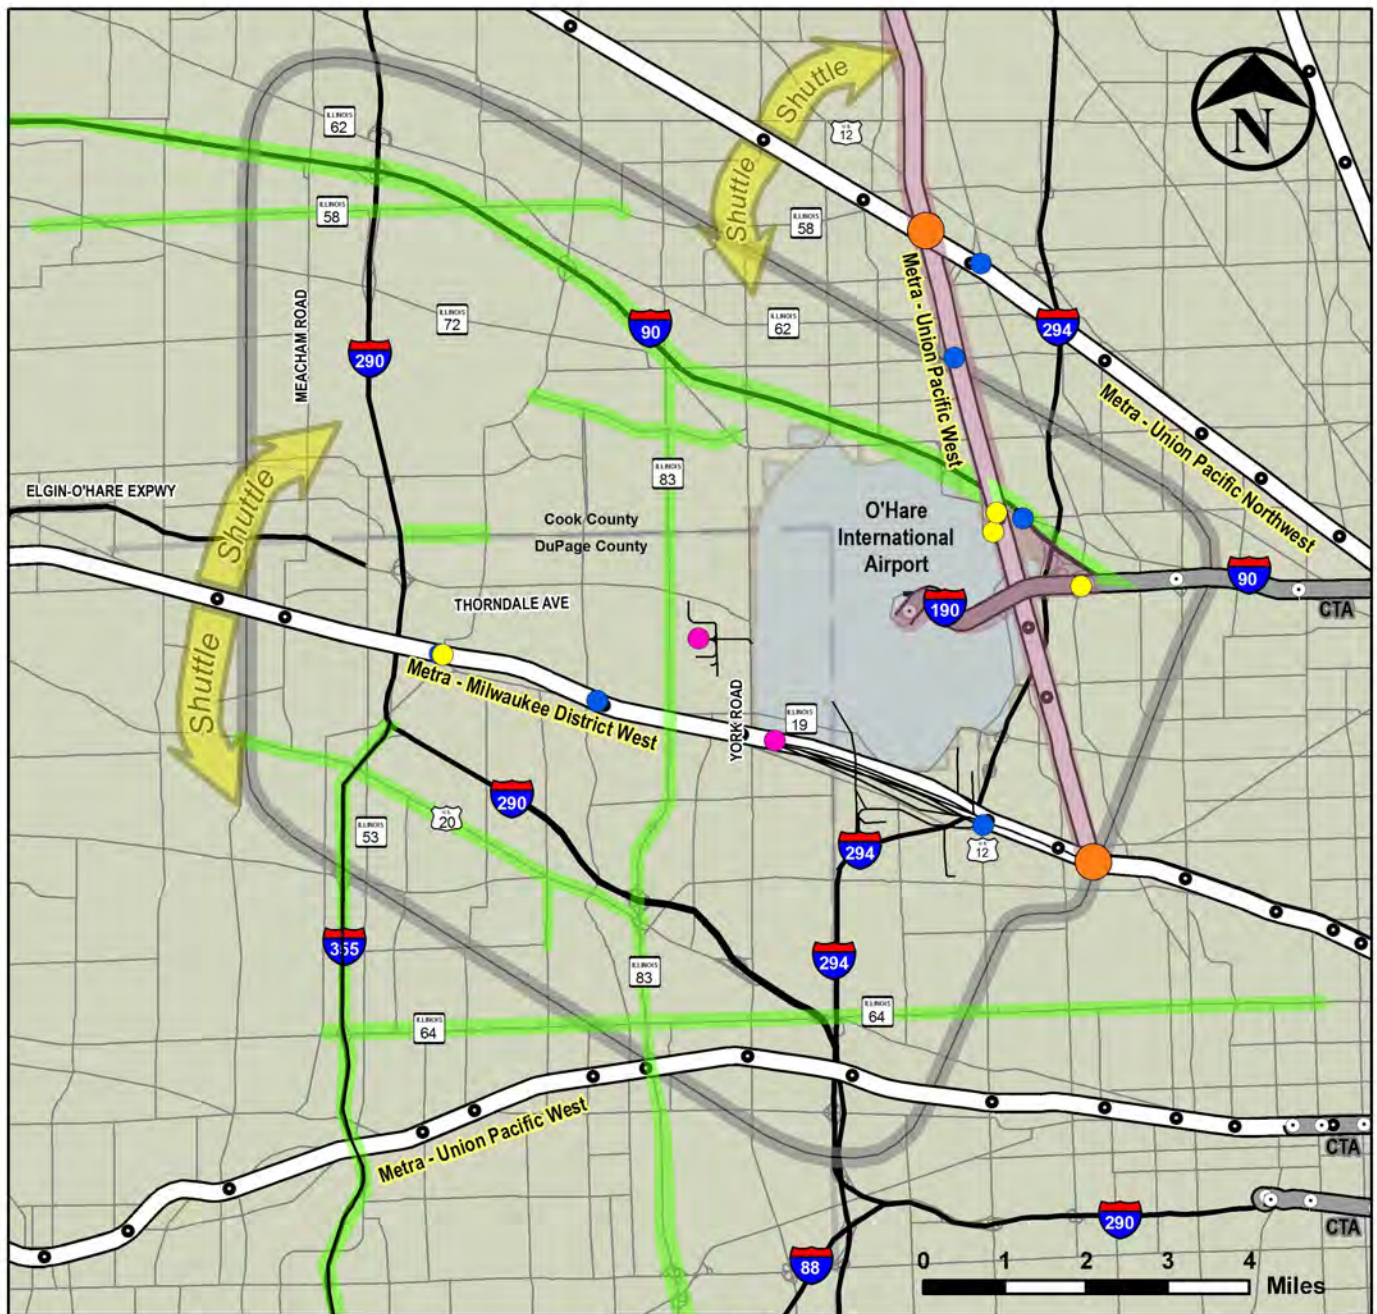 Shuttle
Shuttle
N
ILLINOIS
62
U.S.
12
ILLINOIS
58
ILLINOIS
58
MEACHAM ROAD
ILLINOIS
72
ILLINOIS
62
90
294
290
Metra - Union Pacific West
Metra - Union Pacific Northwest
ILLINOIS
83
ELGIN-O'HARE EXPWY
Shuttle
Shuttle
Cook County
DuPage County
O'Hare
International
Airport
90
CTA
190
THORNDALE AVE
Metra - Milwaukee District West
YORK ROAD
ILLINOIS
19
290
U.S.
20
ILLINOIS
53
294
U.S.
12
355
294
ILLINOIS
83
ILLINOIS
64
ILLINOIS
64
Metra - Union Pacific West
CTA
CTA
290
88
0 1 2 3 4
Miles